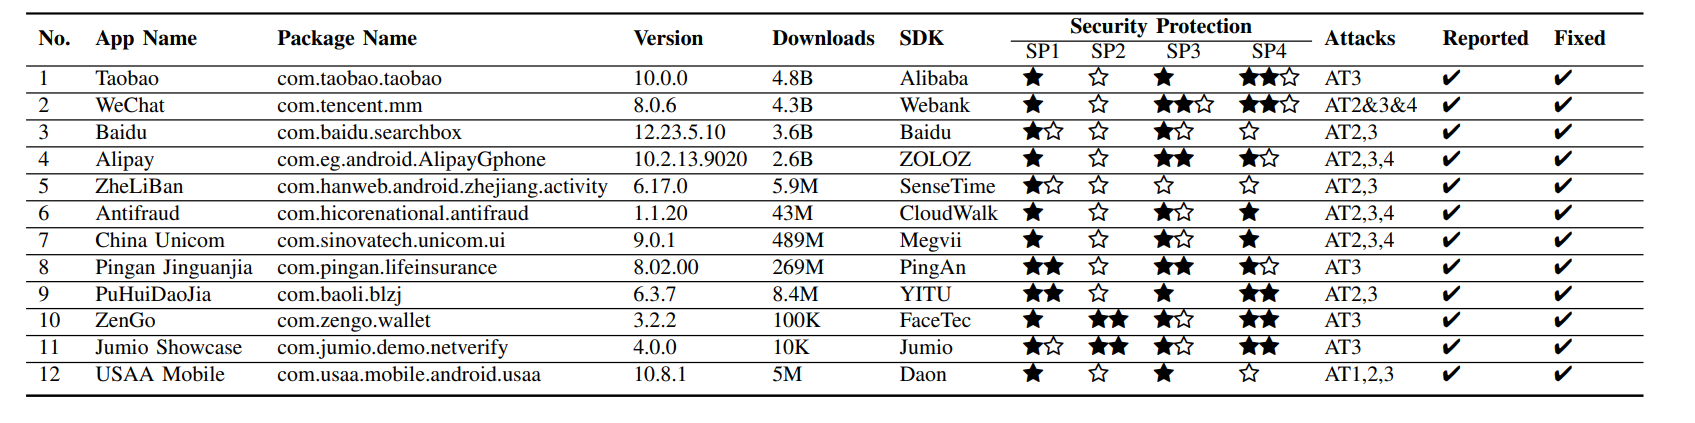 No. App Name Package Name Version Downloads SDK Security Protection Attacks Reported Fixed
SP1 SP2 SP3 SP4
1 Taobao com.taobao.taobao 10.0.0 4.8B Alibaba ★ ☆ ★ ★★☆ AT3 ✔ ✔
2 WeChat com.tencent.mm 8.0.6 4.3B Webank ★ ☆ ★★☆ ★★☆ AT2&3&4 ✔ ✔
3 Baidu com.baidu.searchbox 12.23.5.10 3.6B Baidu ★☆ ☆ ★☆ ☆ AT2,3 ✔ ✔
4 Alipay com.eg.android.AlipayGphone 10.2.13.9020 2.6B ZOLOZ ★ ☆ ★★ ★☆ AT2,3,4 ✔ ✔
5 ZheLiBan com.hanweb.android.zhejiang.activity 6.17.0 5.9M SenseTime ★☆ ☆ ☆ ☆ AT2,3 ✔ ✔
6 Antifraud com.hicorenational.antifraud 1.1.20 43M CloudWalk ★ ☆ ★☆ ★ AT2,3,4 ✔ ✔
7 China Unicom com.sinovatech.unicom.ui 9.0.1 489M Megvii ★ ☆ ★☆ ★ AT2,3,4 ✔ ✔
8 Pingan Jinguanjia com.pingan.lifeinsurance 8.02.00 269M PingAn ★★ ☆ ★★ ★☆ AT3 ✔ ✔
9 PuHuiDaoJia com.baoli.blzj 6.3.7 8.4M YITU ★★ ☆ ★ ★★ AT2,3 ✔ ✔
10 ZenGo com.zengo.wallet 3.2.2 100K FaceTec ★ ★★ ★☆ ★★ AT3 ✔ ✔
11 Jumio Showcase com.jumio.demo.netverify 4.0.0 10K Jumio ★☆ ★★ ★☆ ★★ AT3 ✔ ✔
12 USAA Mobile com.usaa.mobile.android.usaa 10.8.1 5M Daon ★ ☆ ★ ☆ AT1,2,3 ✔ ✔